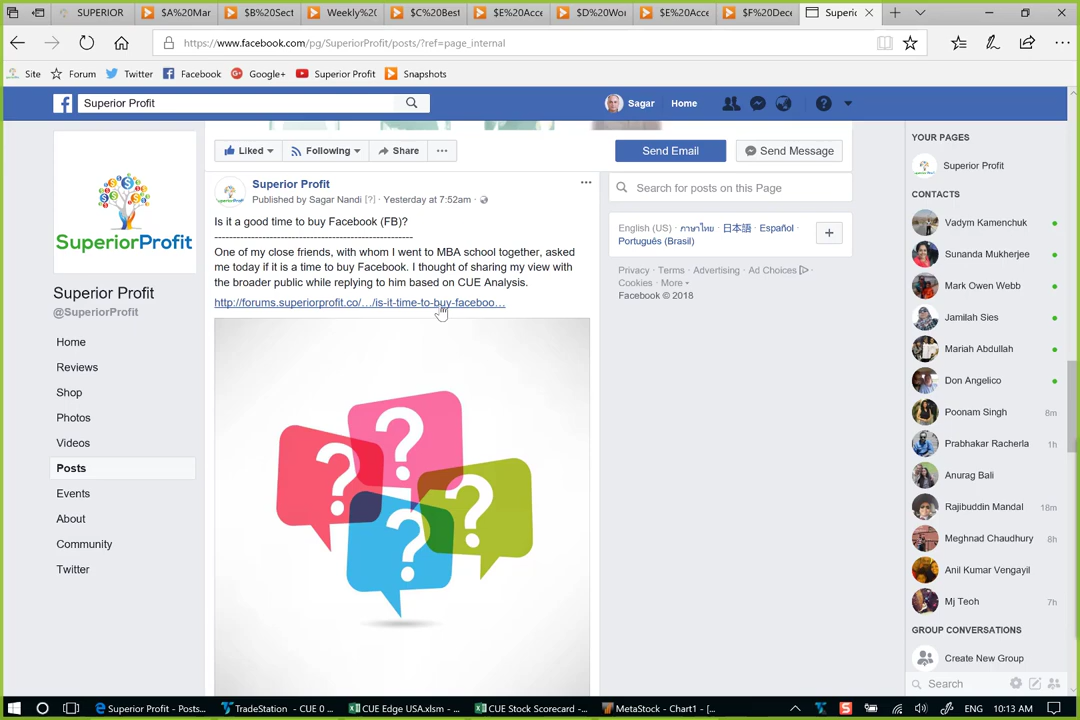 SUPERIOR
$A%20Mar
$B%20Sect
Weekly%20
$C%20Best
$E%20Acce
$D%20Wor
$E%20Acce
$F%20Dece
Superic
https://www.facebook.com/pg/SuperiorProfit/posts/?ref=page_internal
Site
Forum
Twitter
Facebook
Google+
Superior Profit
Snapshots
Superior Profit
Sagar
Home
Liked
Following
Share
Send Email
Send Message
SuperiorProfit
Superior Profit
@SuperiorProfit
Home
Reviews
Shop
Photos
Videos
Posts
Events
About
Community
Twitter
Superior Profit
Published by Sagar Nandi [?] · Yesterday at 7:52am ·
Is it a good time to buy Facebook (FB)?
------------------------------------------------------
One of my close friends, with whom I went to MBA school together, asked
me today if it is a time to buy Facebook. I thought of sharing my view with
the broader public while replying to him based on CUE Analysis.
http://forums.superiorprofit.co/…/is-it-time-to-buy-faceboo…
? ? ? ?
Search for posts on this Page
English (US) · ภาษาไทย · 日本語 · Español ·
Português (Brasil)
Privacy · Terms · Advertising · Ad Choices ·
Cookies · More
Facebook © 2018
YOUR PAGES
Superior Profit
CONTACTS
Vadym Kamenchuk
Sunanda Mukherjee
Mark Owen Webb
Jamilah Sies
Mariah Abdullah
Don Angelico
Poonam Singh 8m
Prabhakar Racherla 1h
Anurag Bali
Rajibuddin Mandal 18m
Meghnad Chaudhury 8h
Anil Kumar Vengayil
Mj Teoh 7h
GROUP CONVERSATIONS
Create New Group
Search
Superior Profit - Posts...
TradeStation - CUE 0 ...
CUE Edge USA.xlsm - ...
CUE Stock Scorecard -...
MetaStock - Chart1 - [...
ENG
10:13 AM